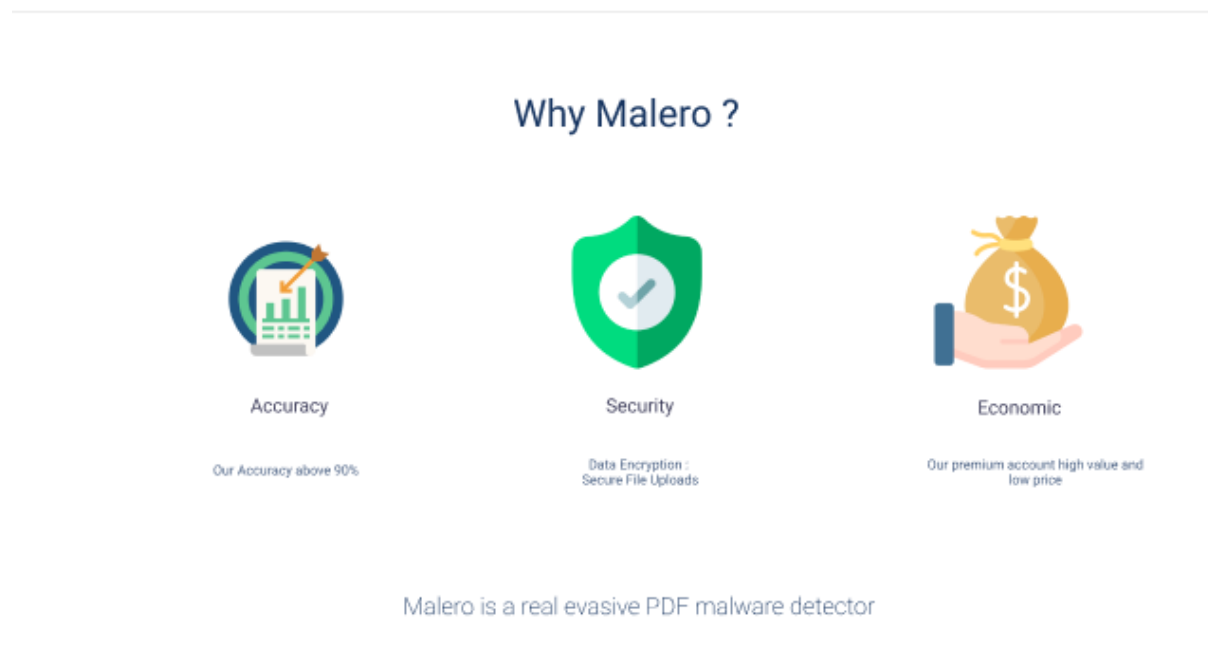 Why Malero ?
$
Accuracy
Security
Economic
Our Accuracy above 90%
Data Encryption :
Secure File Uploads
Our premium account high value and
low price
Malero is a real evasive PDF malware detector